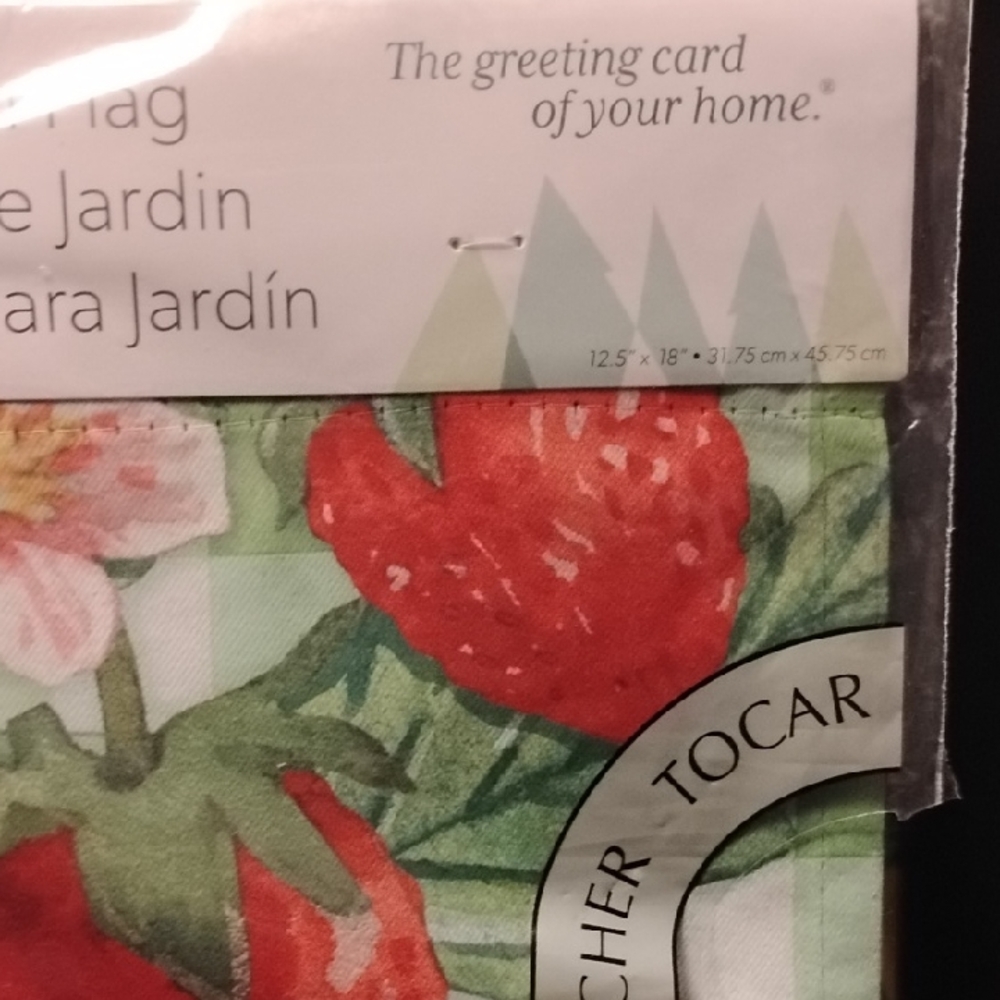 The greeting card
of your home.®
Flag
e Jardin
ara Jardín
12.5" x 18" • 31.75 cm x 45.75 cm
TOCAR
CHER